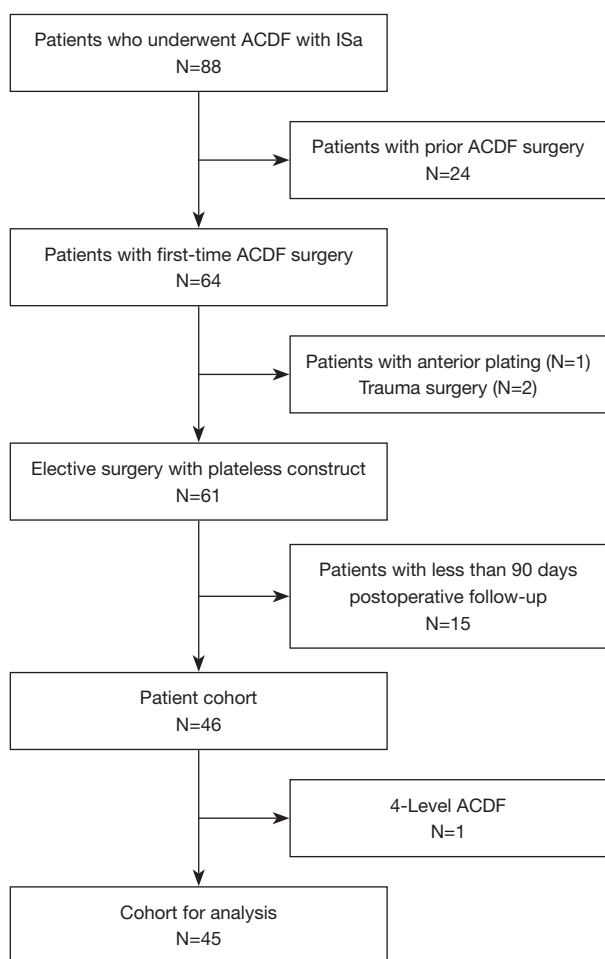 Patients who underwent ACDF with ISa
N=88
Patients with prior ACDF surgery
N=24
Patients with first-time ACDF surgery
N=64
Patients with anterior plating (N=1)
Trauma surgery (N=2)
Elective surgery with plateless construct
N=61
Patients with less than 90 days
postoperative follow-up
N=15
Patient cohort
N=46
4-Level ACDF
N=1
Cohort for analysis
N=45